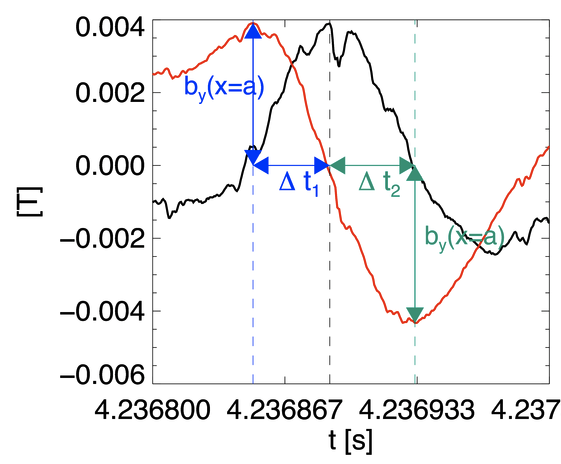 0.004
0.002
0.000
−0.002
−0.004
−0.006
[T]
b_y(x=a)
Δ t_1
Δ t_2
b_y(x=a)
4.236800 4.236867 4.236933 4.237
t [s]